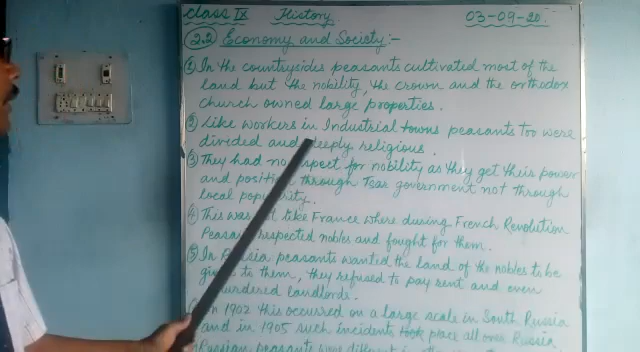 Class IX History 03-09-20.
2.2 Economy and Society:-
① In the countrysides peasants cultivated most of the
land but the nobility, the crown and the orthodox
church owned large properties.
② Like workers in Industrial towns peasants too were
divided and deeply religious.
③ They had no respect for nobility as they get their power
and position through Tsar government not through
local popularity.
④ This was not like France where during French Revolution
Peasants respected nobles and fought for them.
⑤ In Russia peasants wanted the land of the nobles to be
given to them, they refused to pay rent and even
murdered landlords.
In 1902 this occurred on a large scale in South Russia
and in 1905 such incidents took place all over Russia
Russian peasants were different